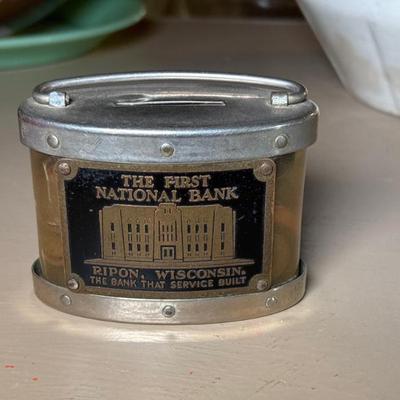 THE FIRST
NATIONAL BANK
RIPON, WISCONSIN.
THE BANK THAT SERVICE BUILT